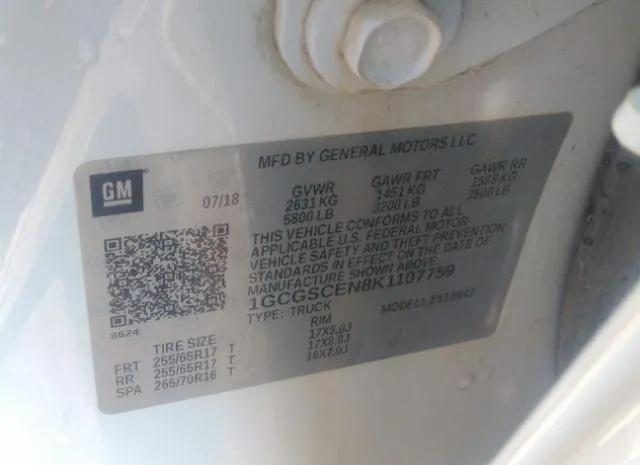 MFD BY GENERAL MOTORS LLC
GM
07/18
GVWR GAWR FRT GAWR RR
2631 KG 1451 KG 1588 KG
5800 LB 3200 LB 3500 LB
THIS VEHICLE CONFORMS TO ALL
APPLICABLE U.S. FEDERAL MOTOR
VEHICLE SAFETY AND THEFT PREVENTION
STANDARDS IN EFFECT ON THE DATE OF
MANUFACTURE SHOWN ABOVE.
1GCGSCEN8K1107759
TYPE: TRUCK MODEL:
8624
TIRE SIZE RIM
FRT 255/65R17 T 17X8.0J
RR 255/65R17 T 17X8.0J
SPA 265/70R16 T 16X7.0J